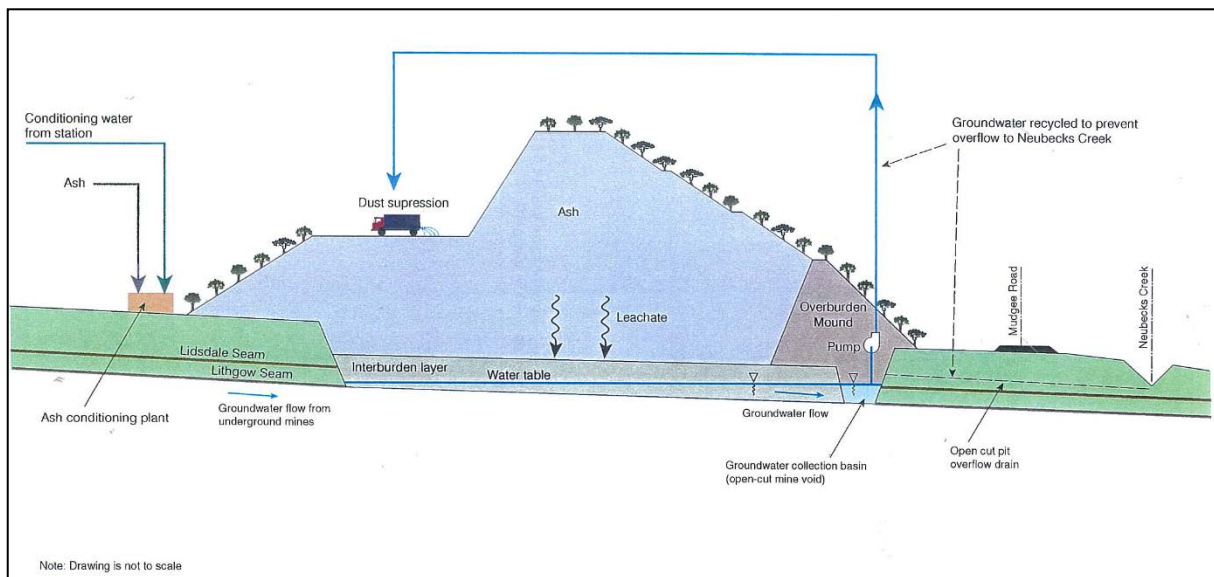 Conditioning water
from station
Ash
Groundwater recycled to prevent
overflow to Neubecks Creek
Dust supression
Ash
Mudgee Road
Neubecks Creek
Leachate
Overburden
Mound
Pump
Lidsdale Seam
Lithgow Seam
Interburden layer
Water table
Ash conditioning plant
Groundwater flow from
underground mines
Groundwater flow
Groundwater collection basin
(open-cut mine void)
Open cut pit
overflow drain
Note: Drawing is not to scale